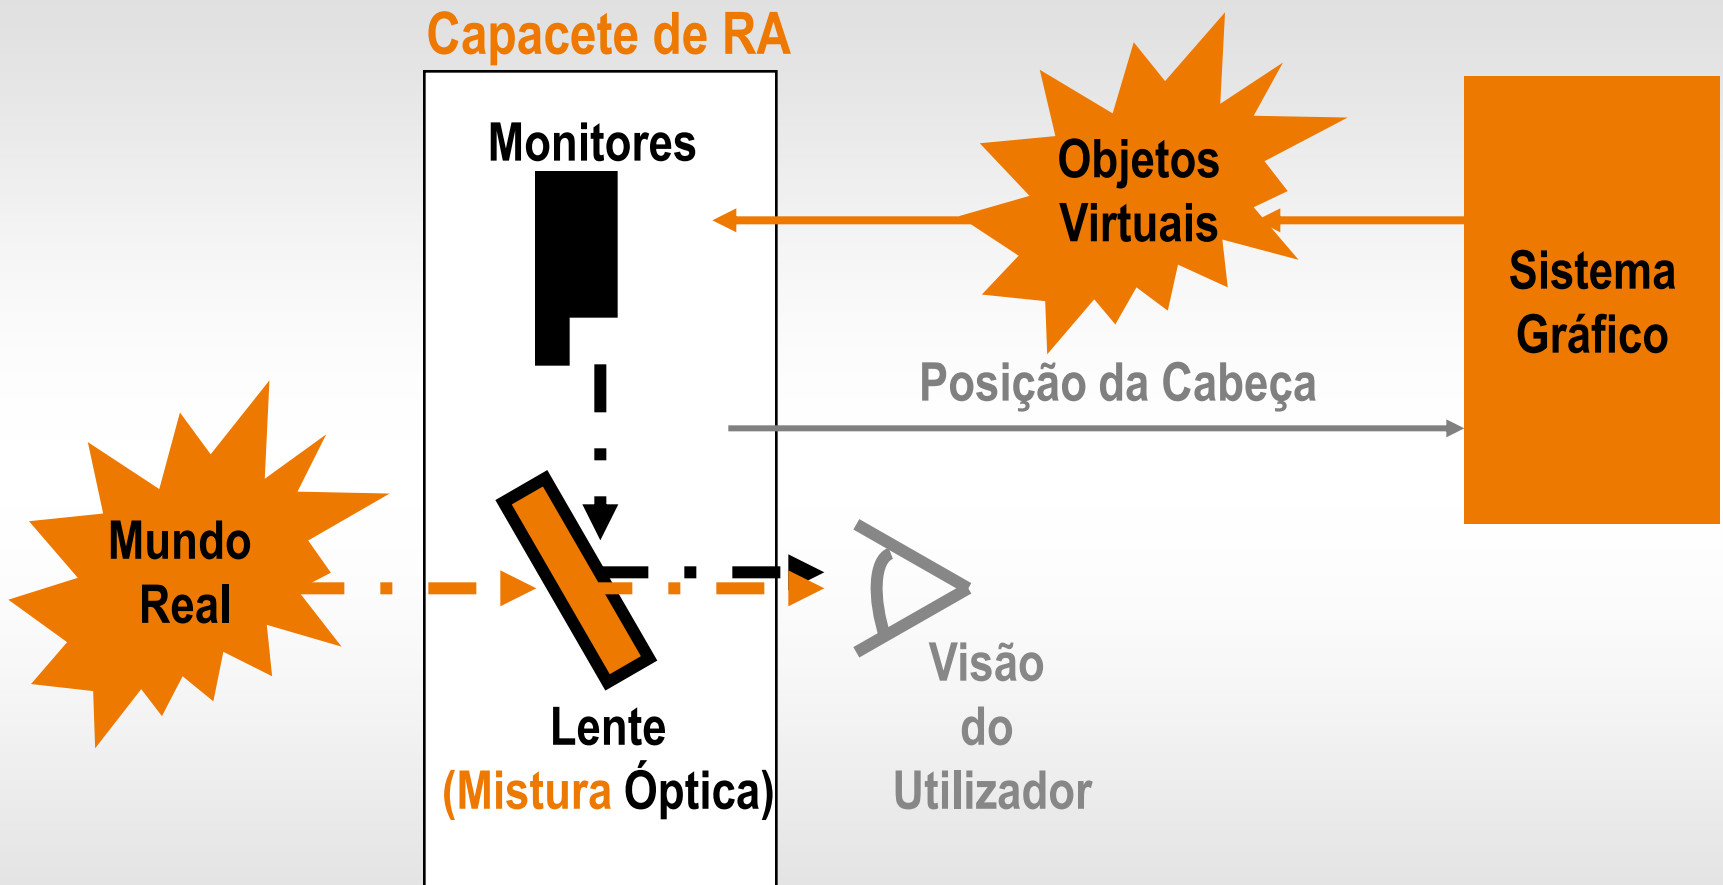 Capacete de RA
Monitores
Objetos
Virtuais
Sistema
Gráfico
Posição da Cabeça
Mundo
Real
Lente
(Mistura Óptica)
Visão
do
Utilizador